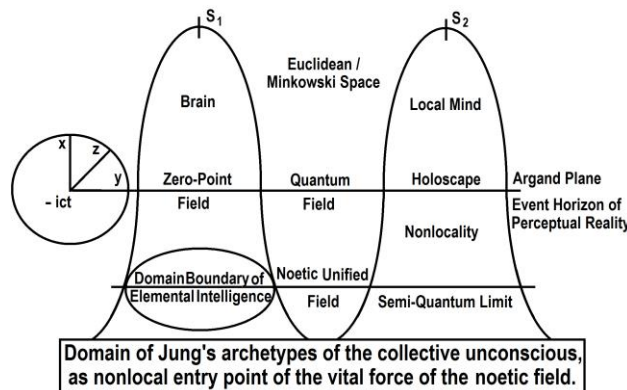 S1
S2
Euclidean /
Minkowski Space
Brain
Local Mind
x
z
y
- ict
Zero-Point
Field
Quantum
Field
Holoscape
Argand Plane
Event Horizon of
Perceptual Reality
Nonlocality
Domain Boundary of
Elemental Intelligence
Noetic Unified
Field
Semi-Quantum Limit
Domain of Jung's archetypes of the collective unconscious,
as nonlocal entry point of the vital force of the noetic field.